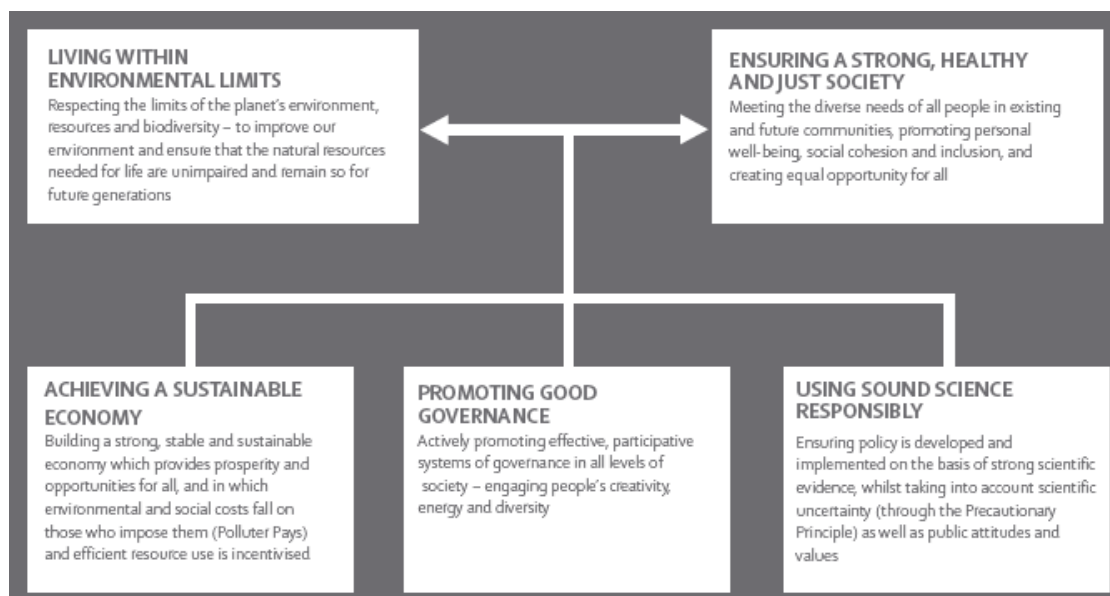 LIVING WITHIN
ENVIRONMENTAL LIMITS
Respecting the limits of the planet's environment,
resources and biodiversity – to improve our
environment and ensure that the natural resources
needed for life are unimpaired and remain so for
future generations
ENSURING A STRONG, HEALTHY
AND JUST SOCIETY
Meeting the diverse needs of all people in existing
and future communities, promoting personal
well-being, social cohesion and inclusion, and
creating equal opportunity for all
ACHIEVING A SUSTAINABLE
ECONOMY
Building a strong, stable and sustainable
economy which provides prosperity and
opportunities for all, and in which
environmental and social costs fall on
those who impose them (Polluter Pays)
and efficient resource use is incentivised
PROMOTING GOOD
GOVERNANCE
Actively promoting effective, participative
systems of governance in all levels of
society – engaging people's creativity,
energy and diversity
USING SOUND SCIENCE
RESPONSIBLY
Ensuring policy is developed and
implemented on the basis of strong scientific
evidence, whilst taking into account scientific
uncertainty (through the Precautionary
Principle) as well as public attitudes and
values